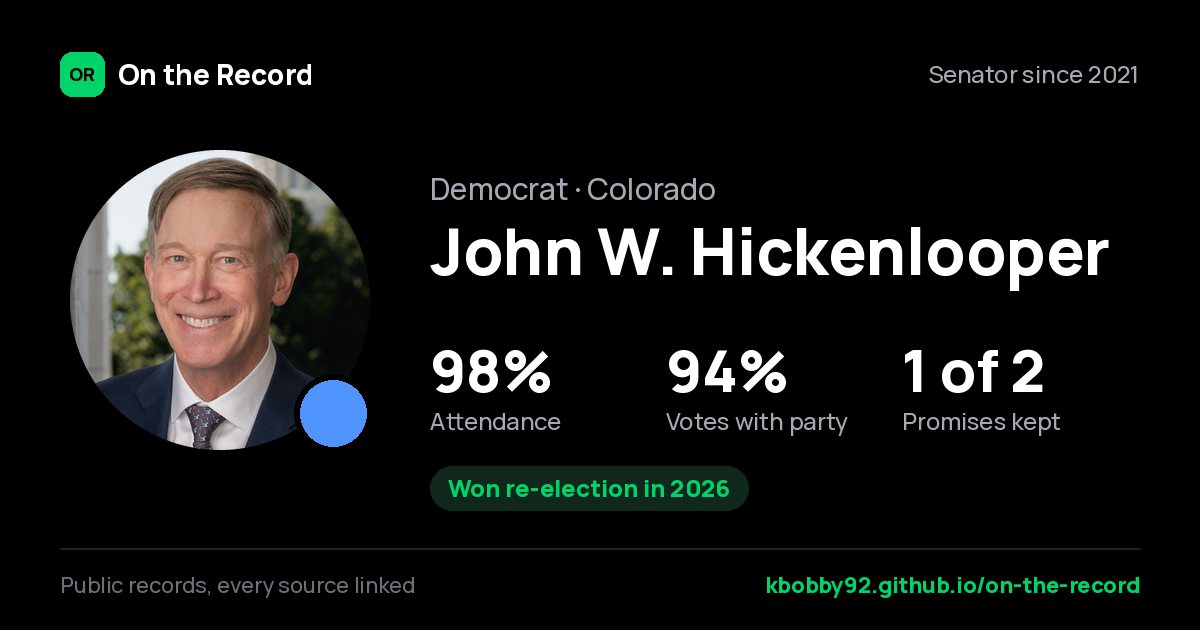 OR On the Record
Senator since 2021
Democrat · Colorado
John W. Hickenlooper
98% 94% 1 of 2
Attendance Votes with party Promises kept
Won re-election in 2026
Public records, every source linked
kbobby92.github.io/on-the-record